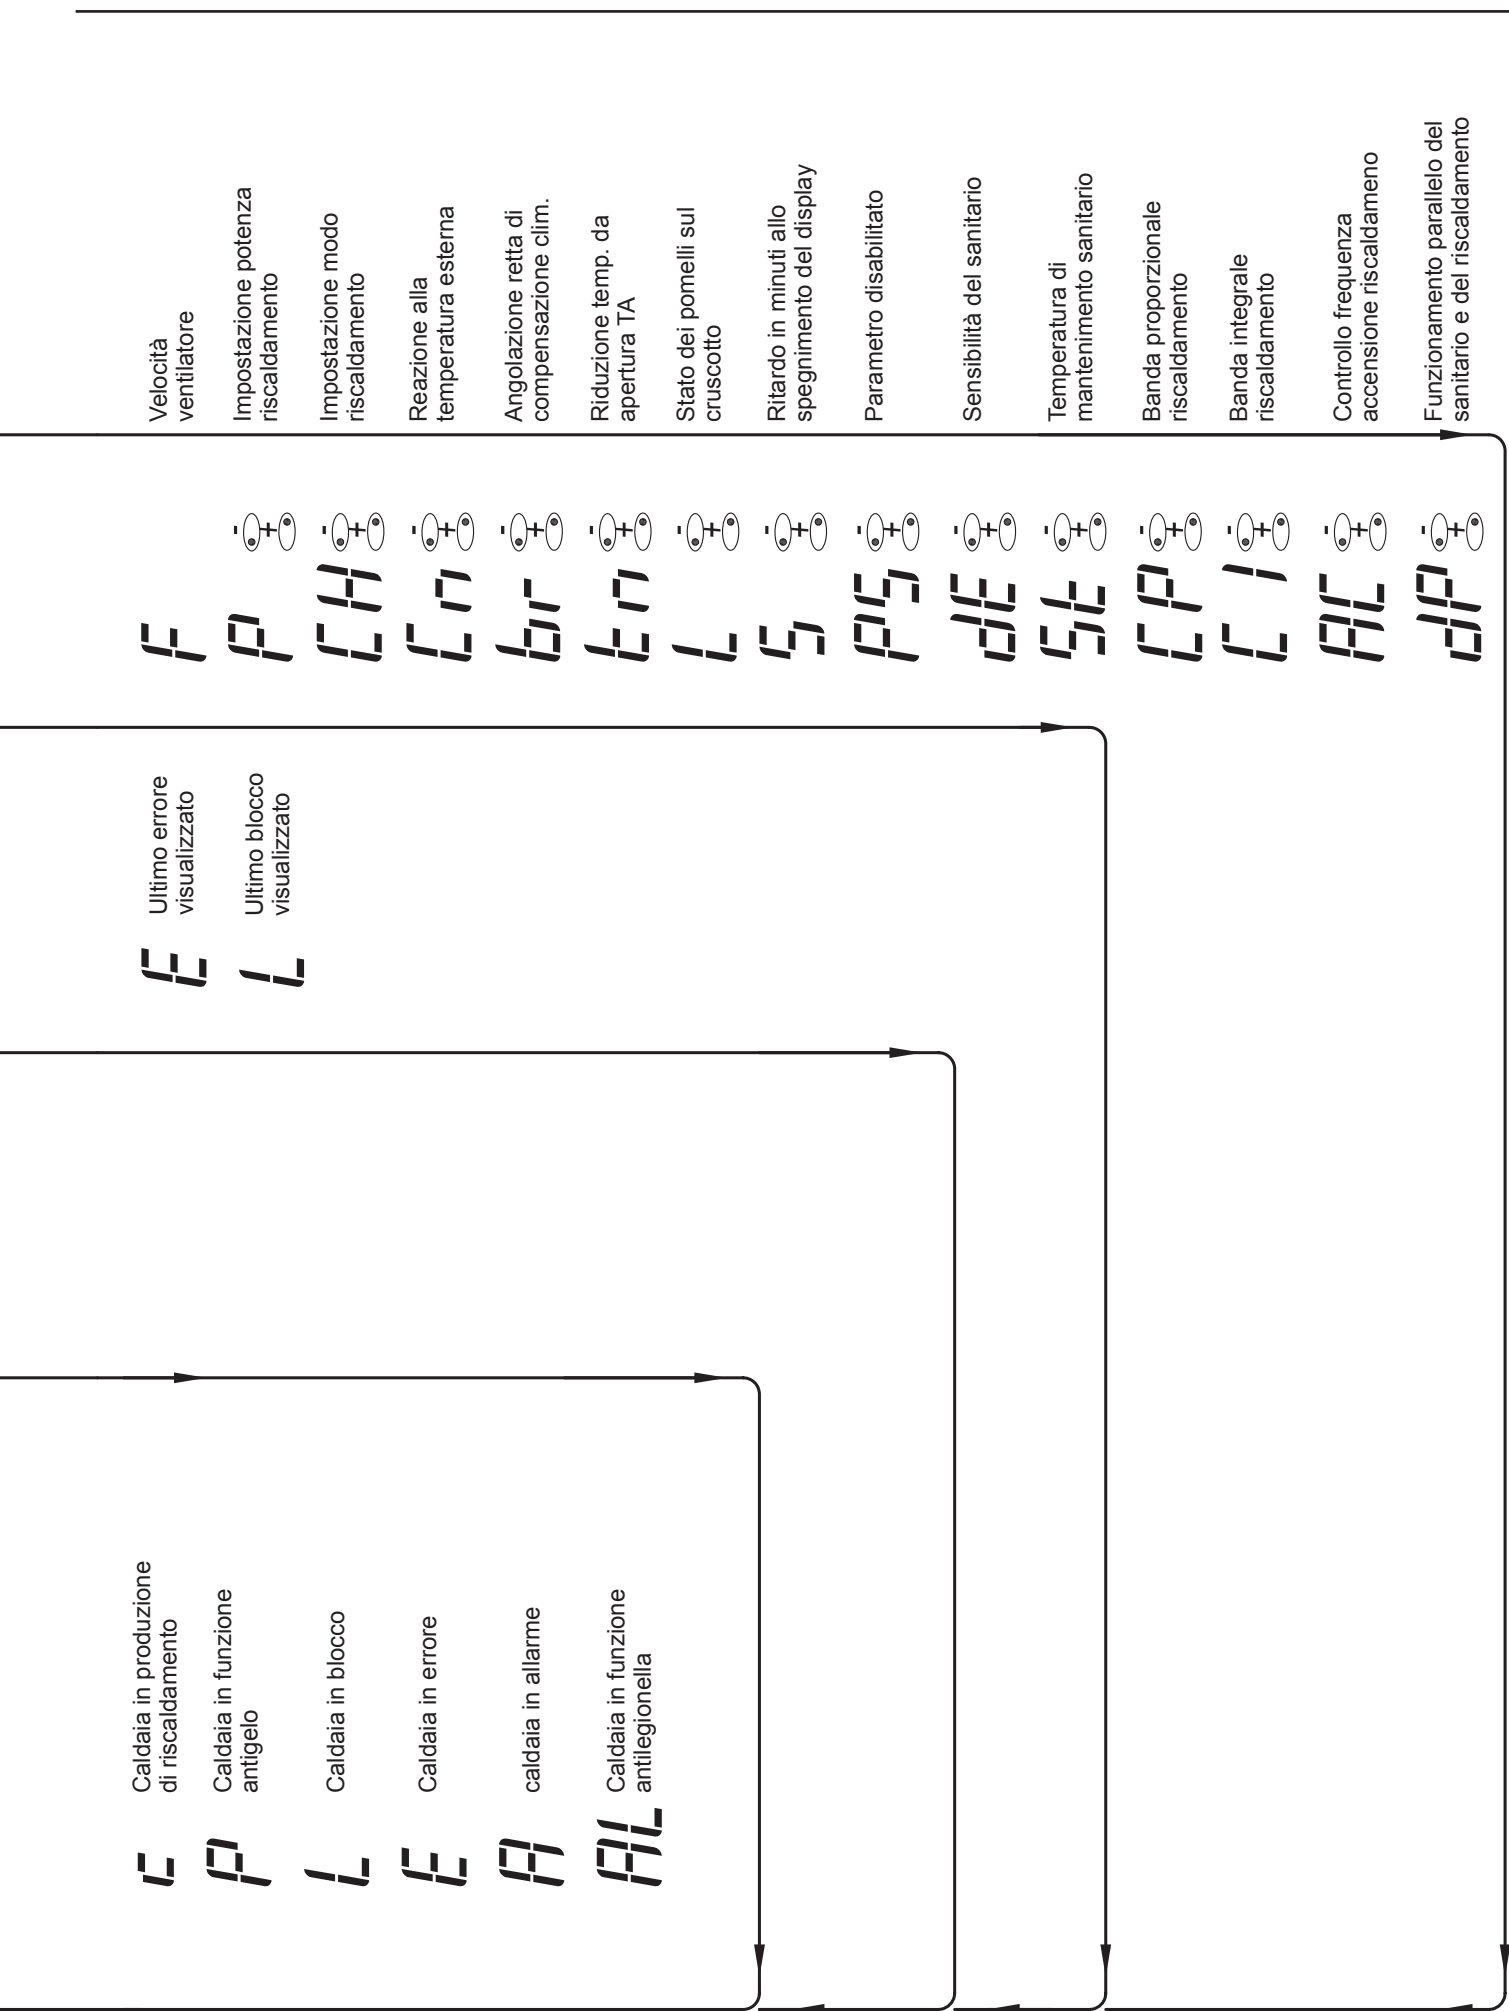 c Caldaia in produzione
di riscaldamento
P Caldaia in funzione
antigelo
L Caldaia in blocco
E Caldaia in errore
A caldaia in allarme
AL Caldaia in funzione
antilegionella
E Ultimo errore
visualizzato
L Ultimo blocco
visualizzato
F Velocità
ventilatore
P - + Impostazione potenza
riscaldamento
CH - + Impostazione modo
riscaldamento
Cn - + Reazione alla
temperatura esterna
br - + Angolazione retta di
compensazione clim.
tn - + Riduzione temp. da
apertura TA
L - + Stato dei pomelli sul
cruscotto
5 - + Ritardo in minuti allo
spegnimento del display
PS - + Parametro disabilitato
dE - + Sensibilità del sanitario
St - + Temperatura di
mantenimento sanitario
CP - + Banda proporzionale
riscaldamento
CI - + Banda integrale
riscaldamento
AC - + Controllo frequenza
accensione riscaldameno
dP - + Funzionamento parallelo del
sanitario e del riscaldamento